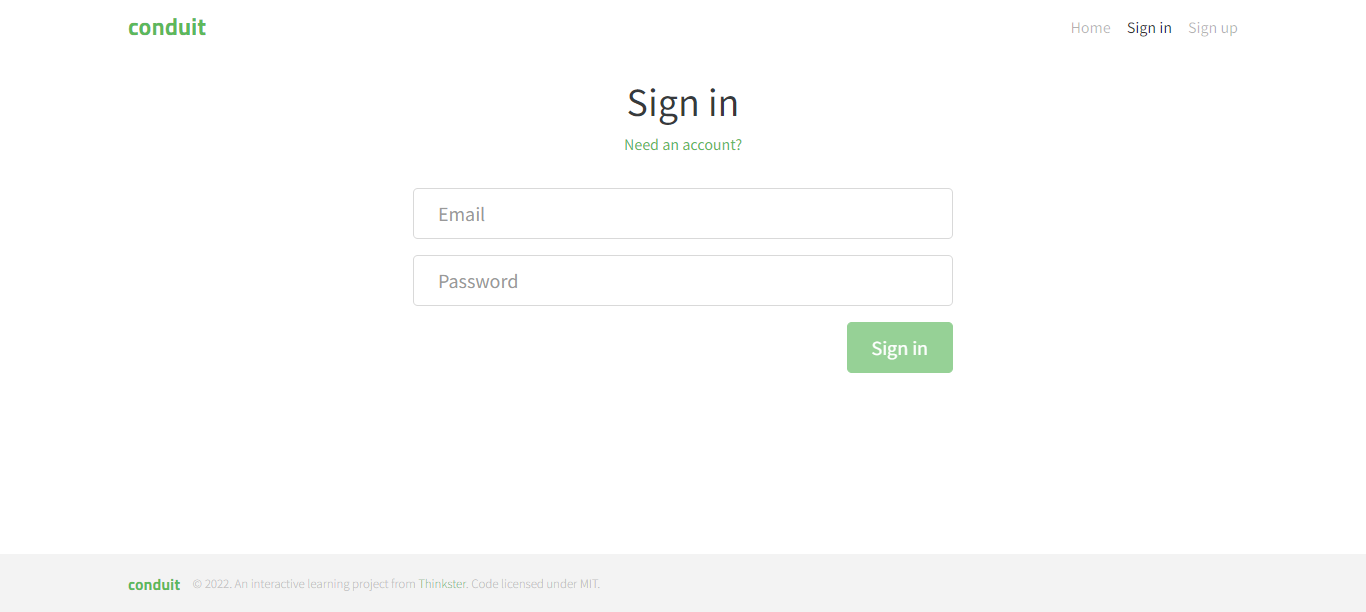 conduit
Home Sign in Sign up
Sign in
Need an account?
Email
Password
Sign in
conduit © 2022. An interactive learning project from Thinkster. Code licensed under MIT.